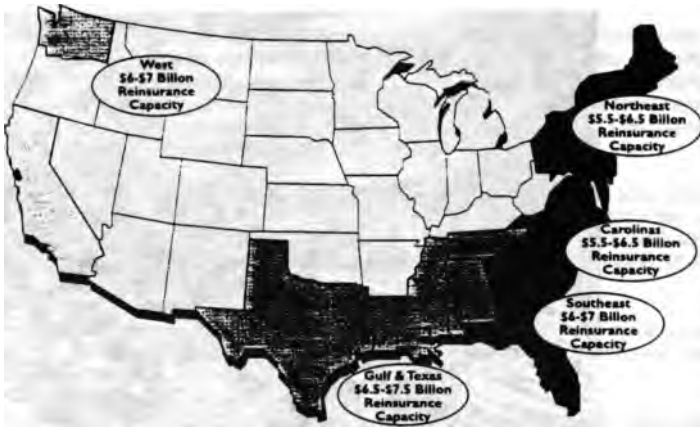 West
$6-$7 Billon
Reinsurance
Capacity
Northeast
$5.5-$6.5 Billon
Reinsurance
Capacity
Carolinas
$5.5-$6.5 Billon
Reinsurance
Capacity
Southeast
$6-$7 Billon
Reinsurance
Capacity
Gulf & Texas
$6.5-$7.5 Billon
Reinsurance
Capacity